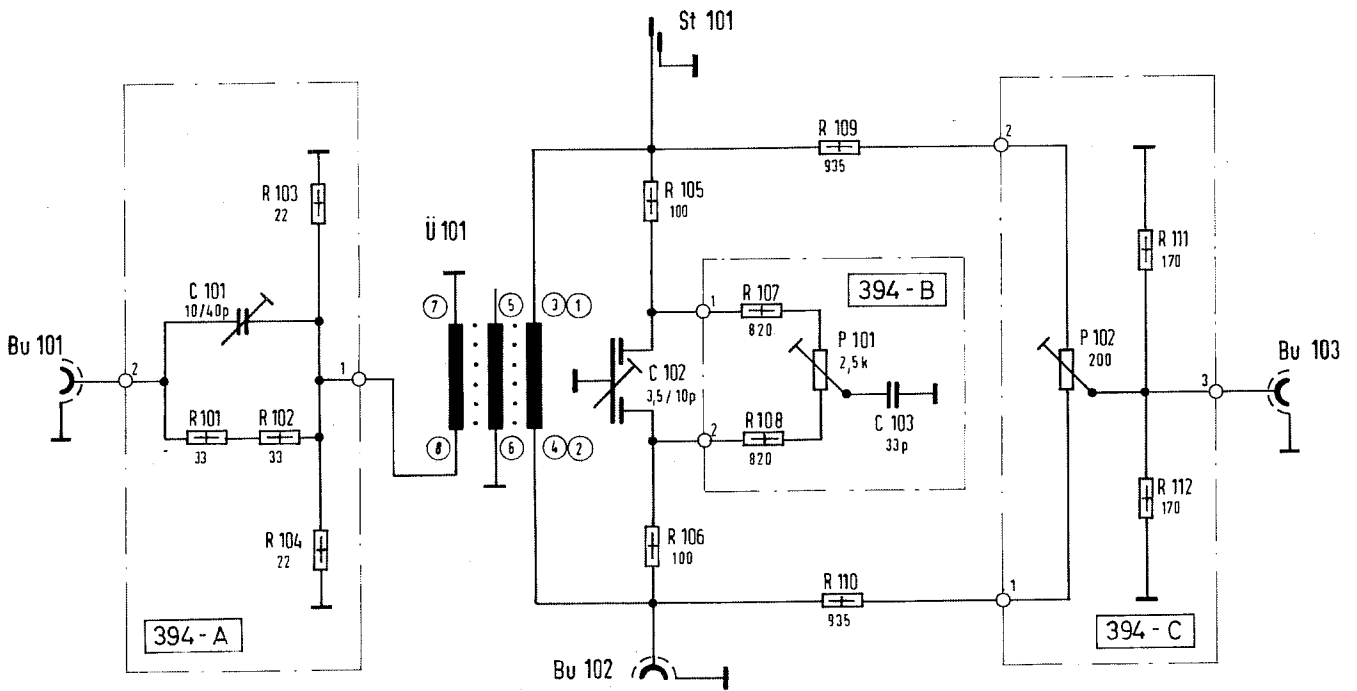 St 101
R 109
935
2
R 103
22
R 105
100
Ü 101
R 111
170
394-B
C 101
10/40p
7
5
3
1
1
R 107
820
P 101
2,5k
P 102
200
Bu 101
2
1
C 102
3,5/10p
C 103
33p
3
Bu 103
R 101
33
R 102
33
8
6
4
2
2
R 108
820
R 104
22
R 106
100
R 112
170
R 110
935
1
394-A
394-C
Bu 102